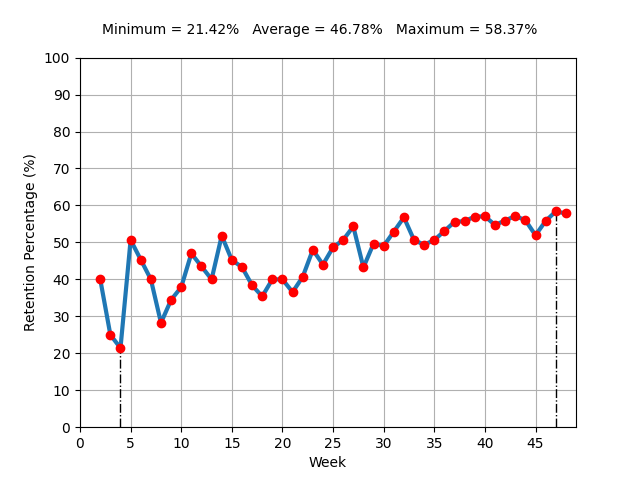 Minimum = 21.42%   Average = 46.78%   Maximum = 58.37%
100
90
80
70
60
50
40
30
20
10
0
Retention Percentage (%)
0 5 10 15 20 25 30 35 40 45
Week